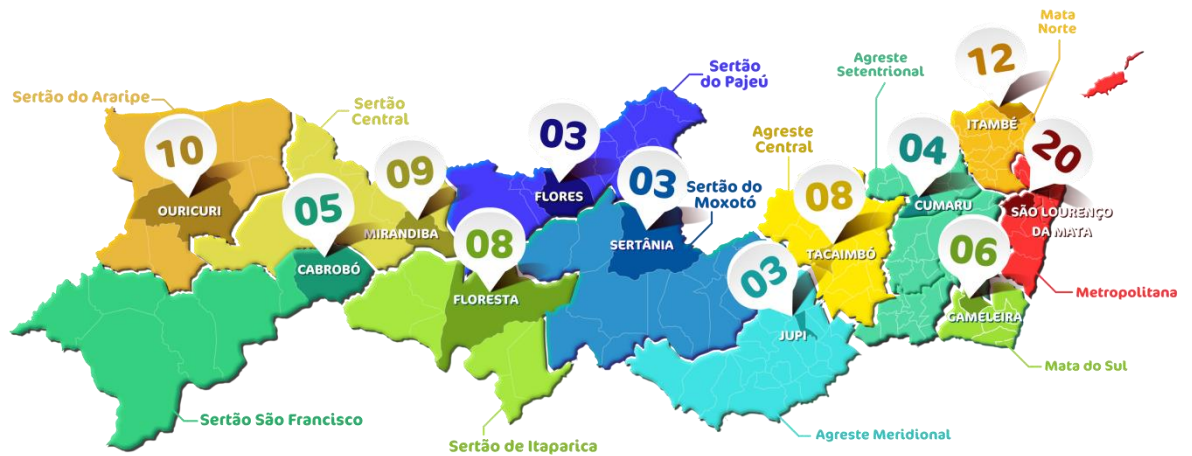 Mata
Norte
12
ITAMBÉ
Agreste
Setentrional
Sertão
do Pajeú
Sertão do Araripe
Sertão
Central
Agreste
Central
10
OURICURI
09
MIRANDIBA
03
FLORES
04
CUMARU
20
SÃO LOURENÇO
DA MATA
05
CABROBÓ
03
SERTÂNIA
Sertão do
Moxotó
08
TACAIMBÓ
08
FLORESTA
03
JUPI
06
GAMELEIRA
Metropolitana
Mata do Sul
Sertão São Francisco
Sertão de Itaparica
Agreste Meridional